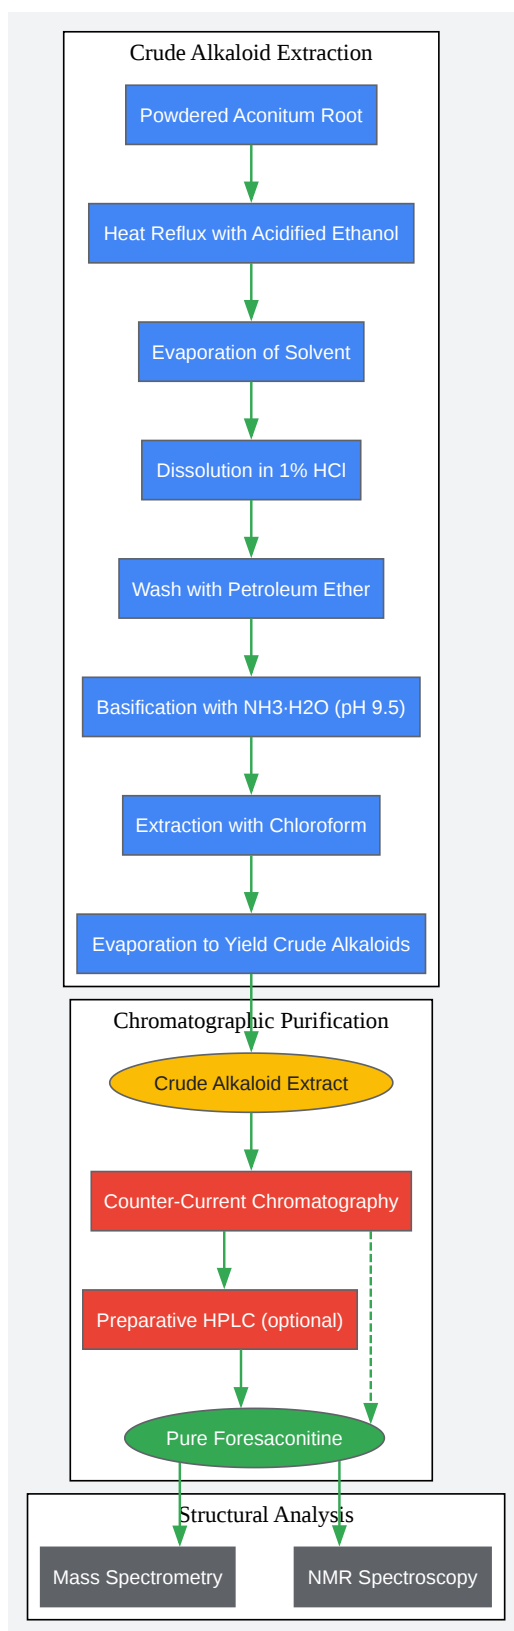 Crude Alkaloid Extraction
Powdered Aconitum Root
Heat Reflux with Acidified Ethanol
Evaporation of Solvent
Dissolution in 1% HCl
Wash with Petroleum Ether
Basification with NH3·H2O (pH 9.5)
Extraction with Chloroform
Evaporation to Yield Crude Alkaloids
Chromatographic Purification
Crude Alkaloid Extract
Counter-Current Chromatography
Preparative HPLC (optional)
Pure Foresaconitine
Structural Analysis
Mass Spectrometry
NMR Spectroscopy